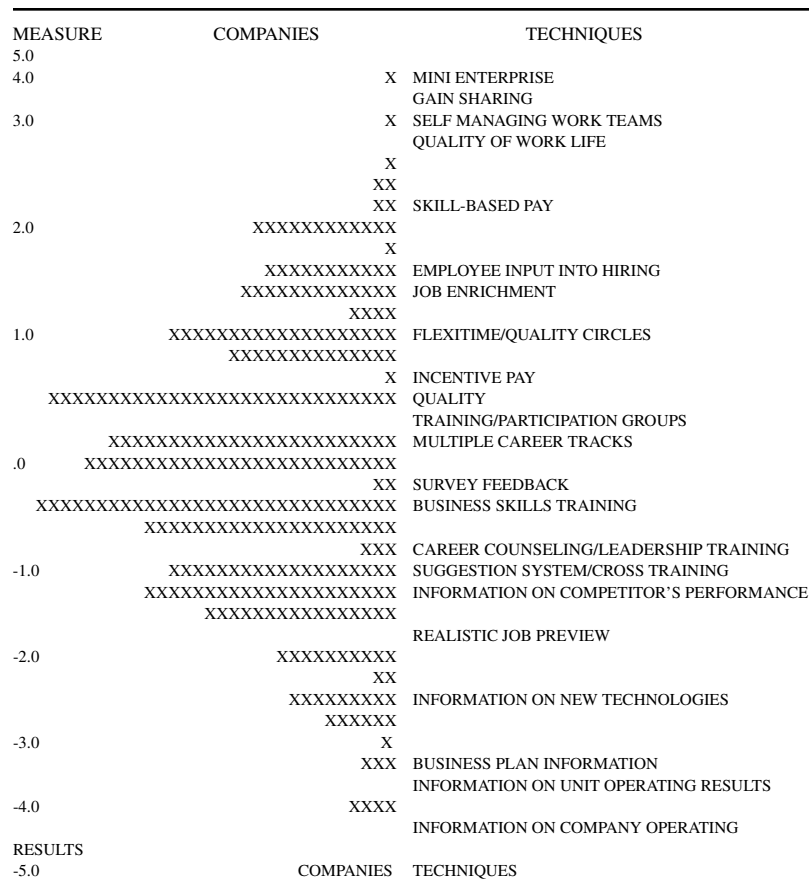 MEASURE COMPANIES TECHNIQUES
5.0
4.0 X MINI ENTERPRISE
GAIN SHARING
3.0 X SELF MANAGING WORK TEAMS
QUALITY OF WORK LIFE
X
XX
XX SKILL-BASED PAY
2.0 XXXXXXXXXXXX
X
XXXXXXXXXXX EMPLOYEE INPUT INTO HIRING
XXXXXXXXXXXXX JOB ENRICHMENT
XXXX
1.0 XXXXXXXXXXXXXXXXXXX FLEXITIME/QUALITY CIRCLES
XXXXXXXXXXXXXX
X INCENTIVE PAY
XXXXXXXXXXXXXXXXXXXXXXXXXXXXX QUALITY
TRAINING/PARTICIPATION GROUPS
XXXXXXXXXXXXXXXXXXXXXXXX MULTIPLE CAREER TRACKS
.0 XXXXXXXXXXXXXXXXXXXXXXXXXX
XX SURVEY FEEDBACK
XXXXXXXXXXXXXXXXXXXXXXXXXXXXXX BUSINESS SKILLS TRAINING
XXXXXXXXXXXXXXXXXXXXX
XXX CAREER COUNSELING/LEADERSHIP TRAINING
-1.0 XXXXXXXXXXXXXXXXXXX SUGGESTION SYSTEM/CROSS TRAINING
XXXXXXXXXXXXXXXXXXXXX INFORMATION ON COMPETITOR'S PERFORMANCE
XXXXXXXXXXXXXXXX
REALISTIC JOB PREVIEW
-2.0 XXXXXXXXXX
XX
XXXXXXXXX INFORMATION ON NEW TECHNOLOGIES
XXXXXX
-3.0 X
XXX BUSINESS PLAN INFORMATION
INFORMATION ON UNIT OPERATING RESULTS
-4.0 XXXX
INFORMATION ON COMPANY OPERATING
RESULTS
-5.0 COMPANIES TECHNIQUES